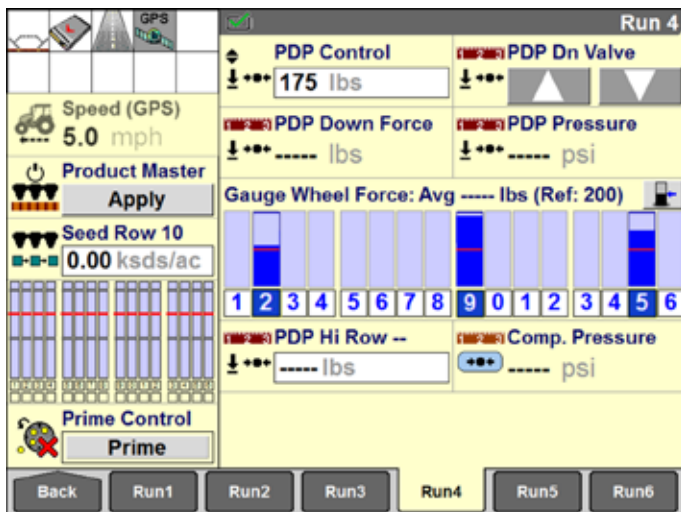 GPS
Run 4
Speed (GPS)
5.0 mph
Product Master
Apply
Seed Row 10
0.00 ksds/ac
Prime Control
Prime
PDP Control
175 lbs
PDP Dn Valve
PDP Down Force
----- lbs
PDP Pressure
----- psi
Gauge Wheel Force: Avg ----- lbs (Ref: 200)
1 2 3 4 5 6 7 8 9 0 1 2 3 4 5 6
PDP Hi Row --
----- lbs
Comp. Pressure
----- psi
Back Run1 Run2 Run3 Run4 Run5 Run6